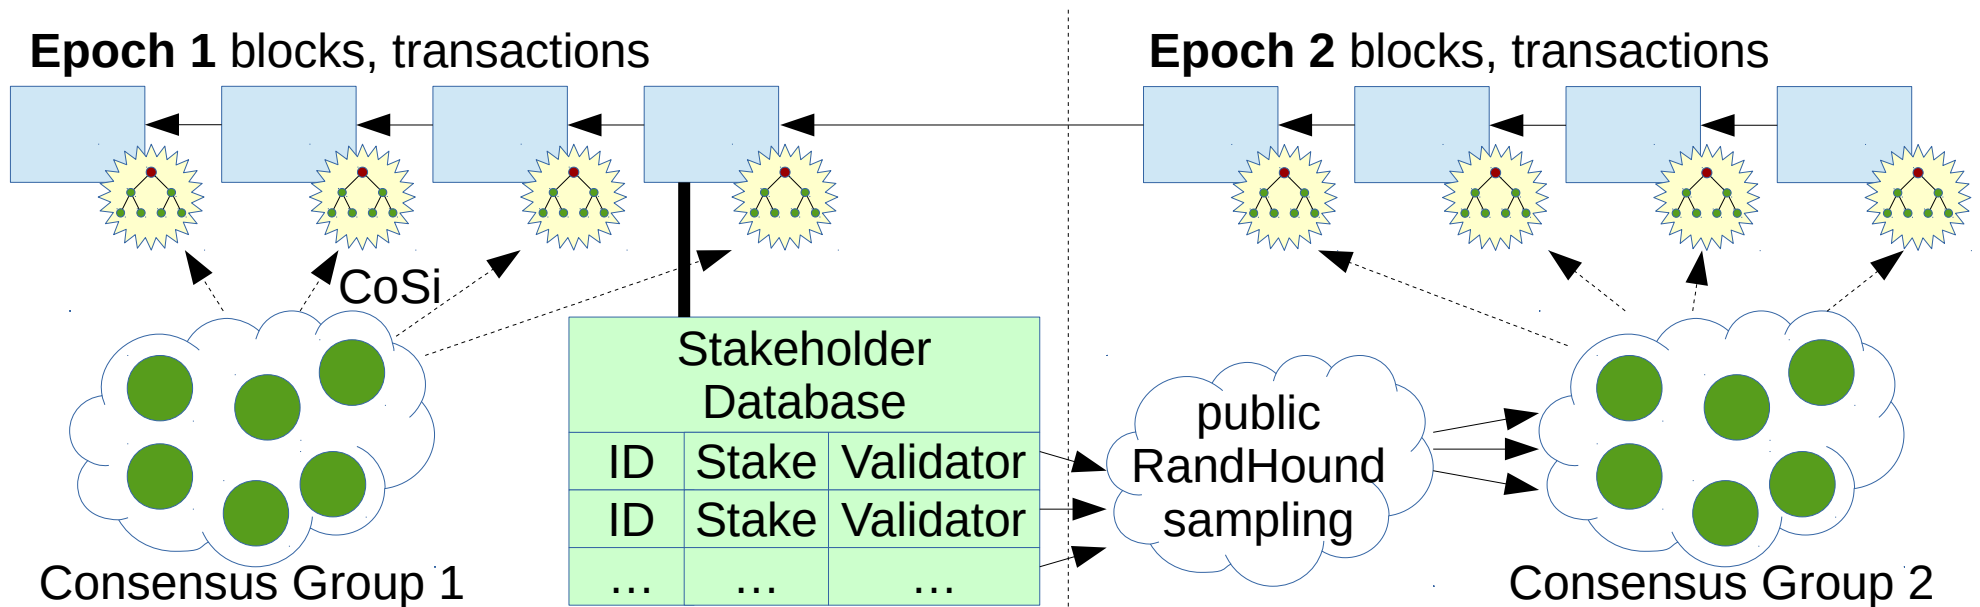 Epoch 1 blocks, transactions
Epoch 2 blocks, transactions
CoSi
Stakeholder
Database
ID Stake Validator
ID Stake Validator
... ... ...
public
RandHound
sampling
Consensus Group 1
Consensus Group 2